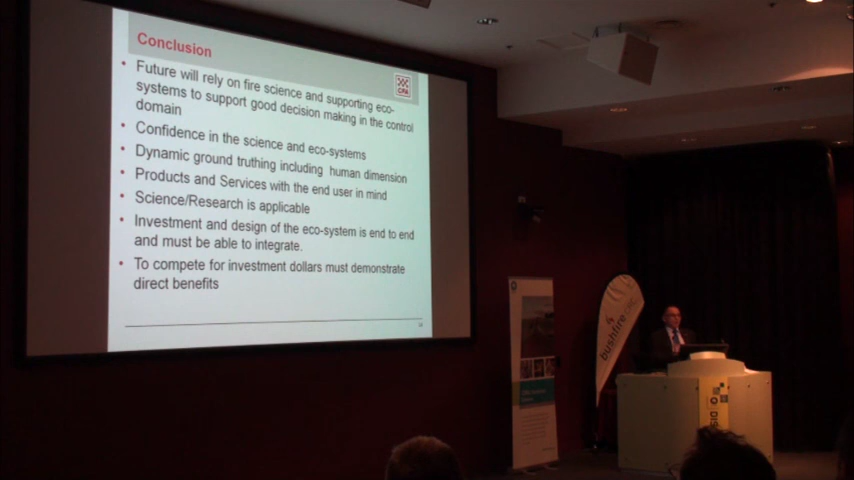 Conclusion
• Future will rely on fire science and supporting eco-
systems to support good decision making in the control
domain
• Confidence in the science and eco-systems
• Dynamic ground truthing including human dimension
• Products and Services with the end user in mind
• Science/Research is applicable
• Investment and design of the eco-system is end to end
and must be able to integrate.
• To compete for investment dollars must demonstrate
direct benefits
CFA
bushfire CRC